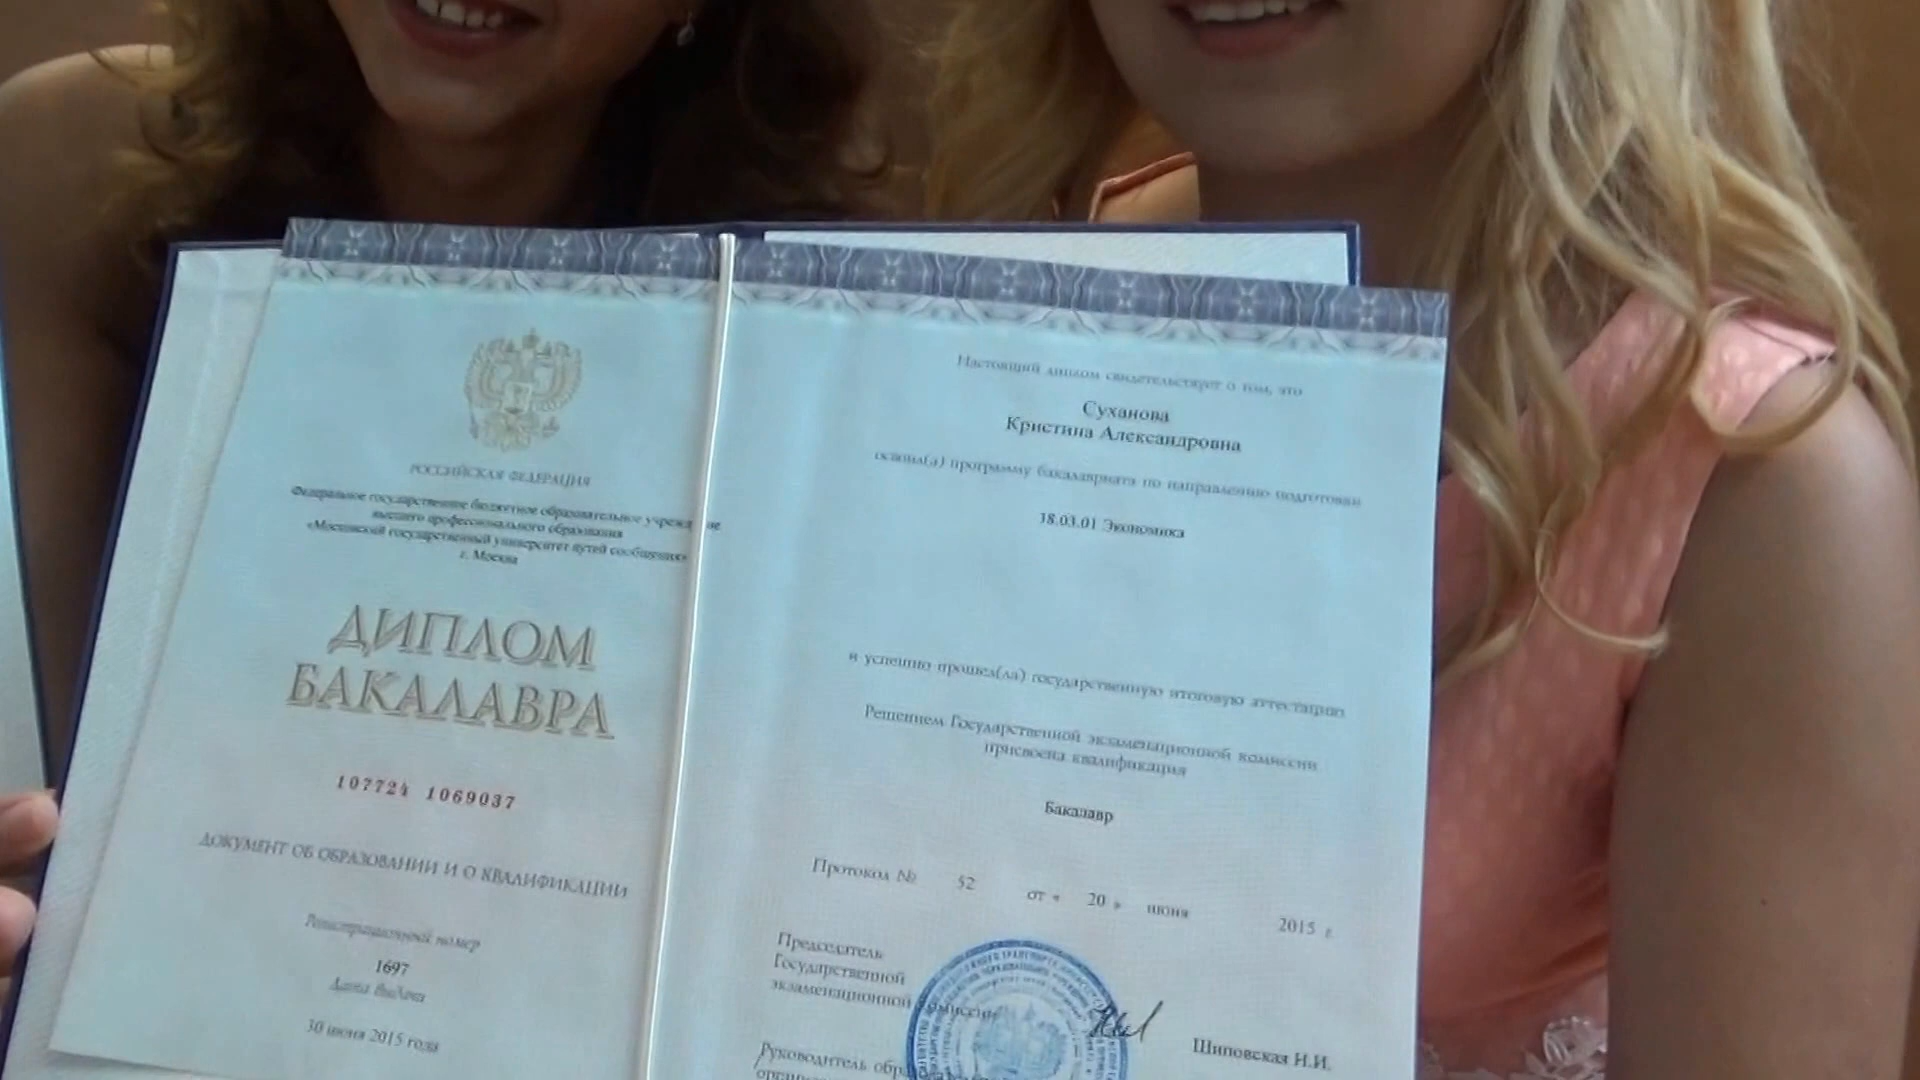 РОССИЙСКАЯ ФЕДЕРАЦИЯ
Федеральное государственное бюджетное образовательное учреждение
высшего профессионального образования
«Московский государственный университет путей сообщения»
г. Москва
ДИПЛОМ
БАКАЛАВРА
107724 1069037
ДОКУМЕНТ ОБ ОБРАЗОВАНИИ И О КВАЛИФИКАЦИИ
Регистрационный номер
1697
Дата выдачи
30 июня 2015 года
Настоящий диплом свидетельствует о том, что
Суханова
Кристина Александровна
освоил(а) программу бакалавриата по направлению подготовки
38.03.01 Экономика
и успешно прошел(ла) государственную итоговую аттестацию
Решением Государственной экзаменационной комиссии
присвоена квалификация
Бакалавр
Протокол № 52 от « 20 » июня 2015 г.
Председатель
Государственной
экзаменационной комиссии
Шиповская Н.И.
Руководитель